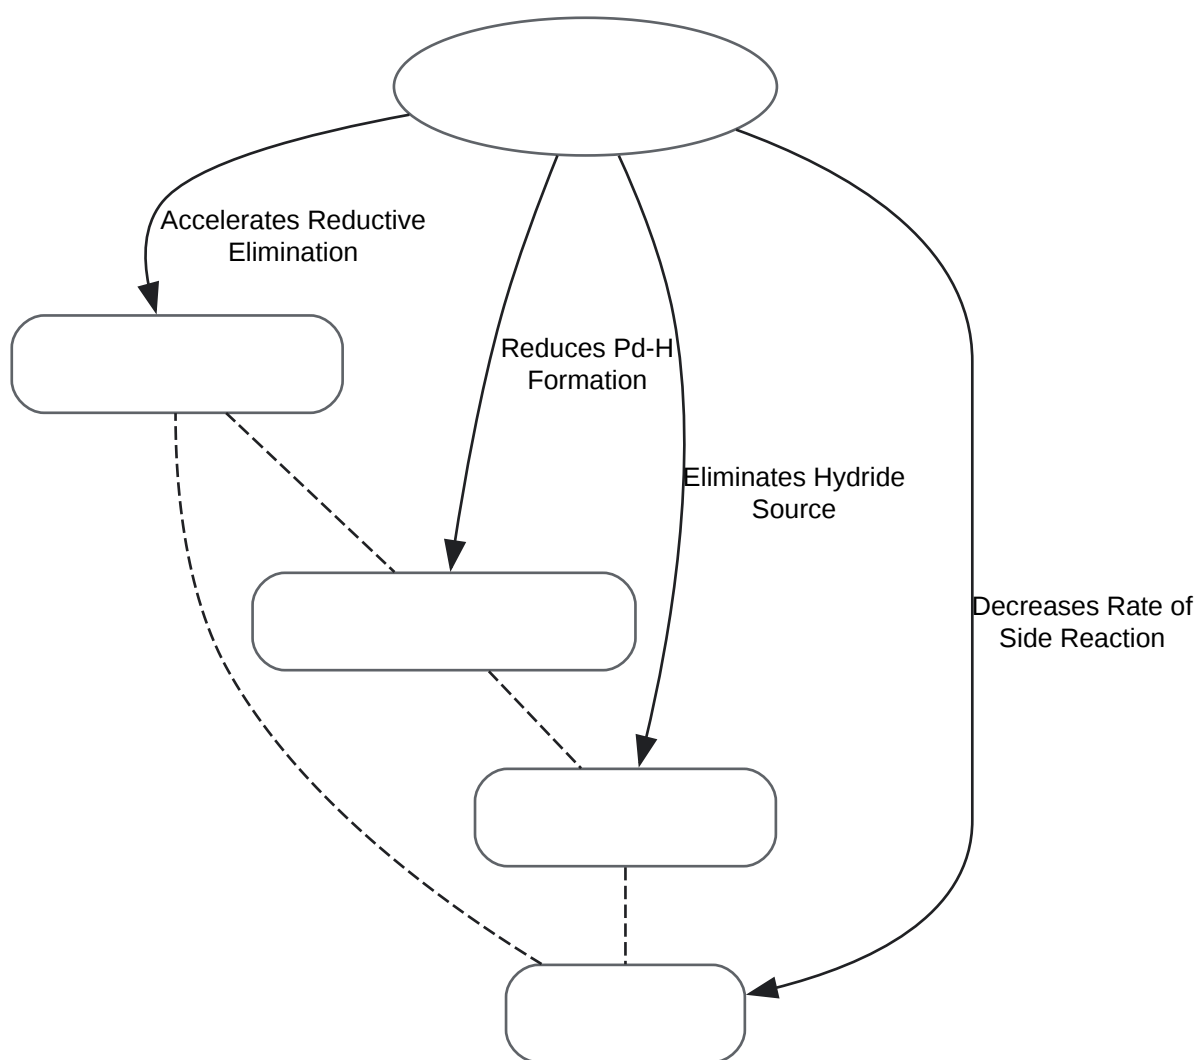 Accelerates Reductive
Elimination
Reduces Pd-H
Formation
Eliminates Hydride
Source
Decreases Rate of
Side Reaction